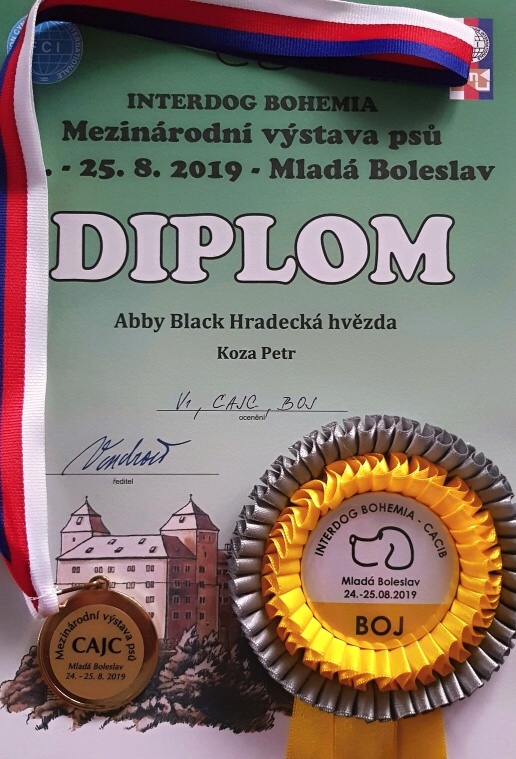 FCI
INTERDOG BOHEMIA
Mezinárodní výstava psů
. - 25. 8. 2019 - Mladá Boleslav
DIPLOM
Abby Black Hradecká hvězda
Koza Petr
V1, CAJC, BOJ
ocenění
ředitel
INTERDOG BOHEMIA - CACIB
Mladá Boleslav
24.-25.08.2019
BOJ
Mezinárodní výstava psů
CAJC
Mladá Boleslav
24. - 25. 8. 2019